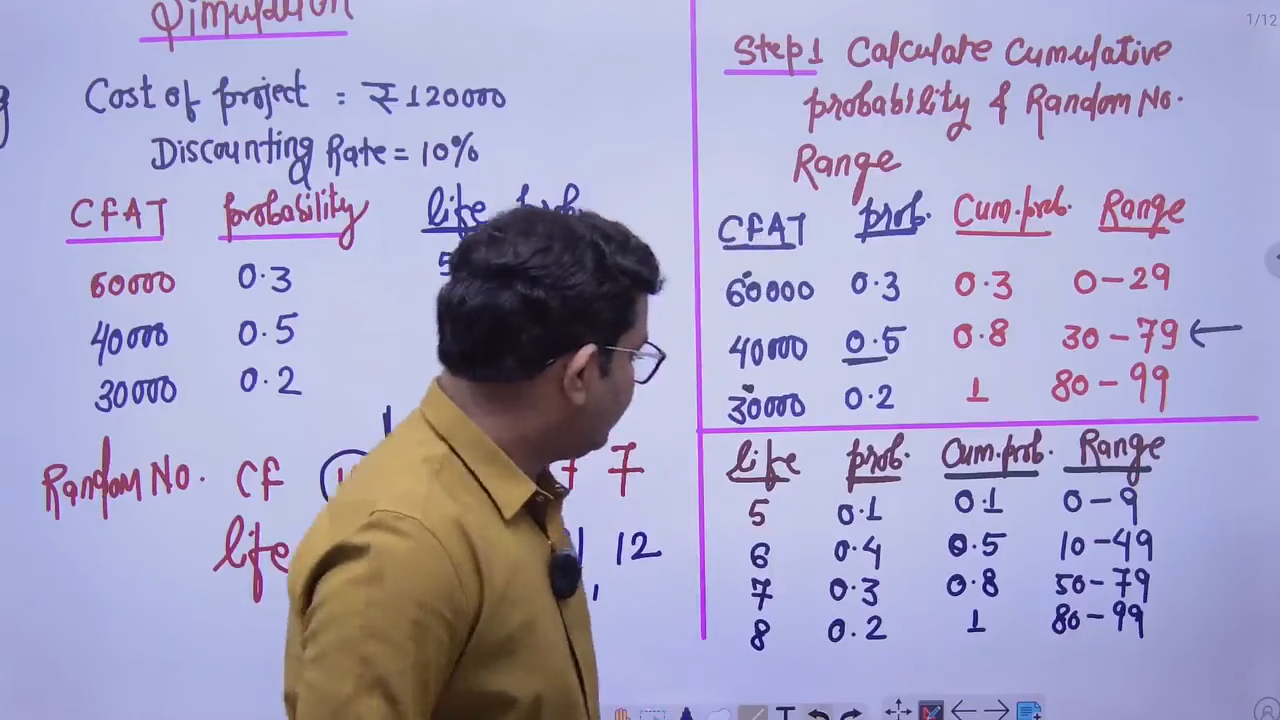 Simulation
Cost of project : ₹ 120000
Discounting Rate = 10%
CFAT probability life prob.
60000 0.3 5
40000 0.5
30000 0.2
Random No. CF 7 7
life 12
1/12
Step1 Calculate Cumulative
probability & Random No.
Range
CFAT prob. Cum.prob. Range
60000 0.3 0.3 0-29
40000 0.5 0.8 30-79 ←
30000 0.2 1 80-99
life prob. Cum.prob. Range
5 0.1 0.1 0-9
6 0.4 0.5 10-49
7 0.3 0.8 50-79
8 0.2 1 80-99